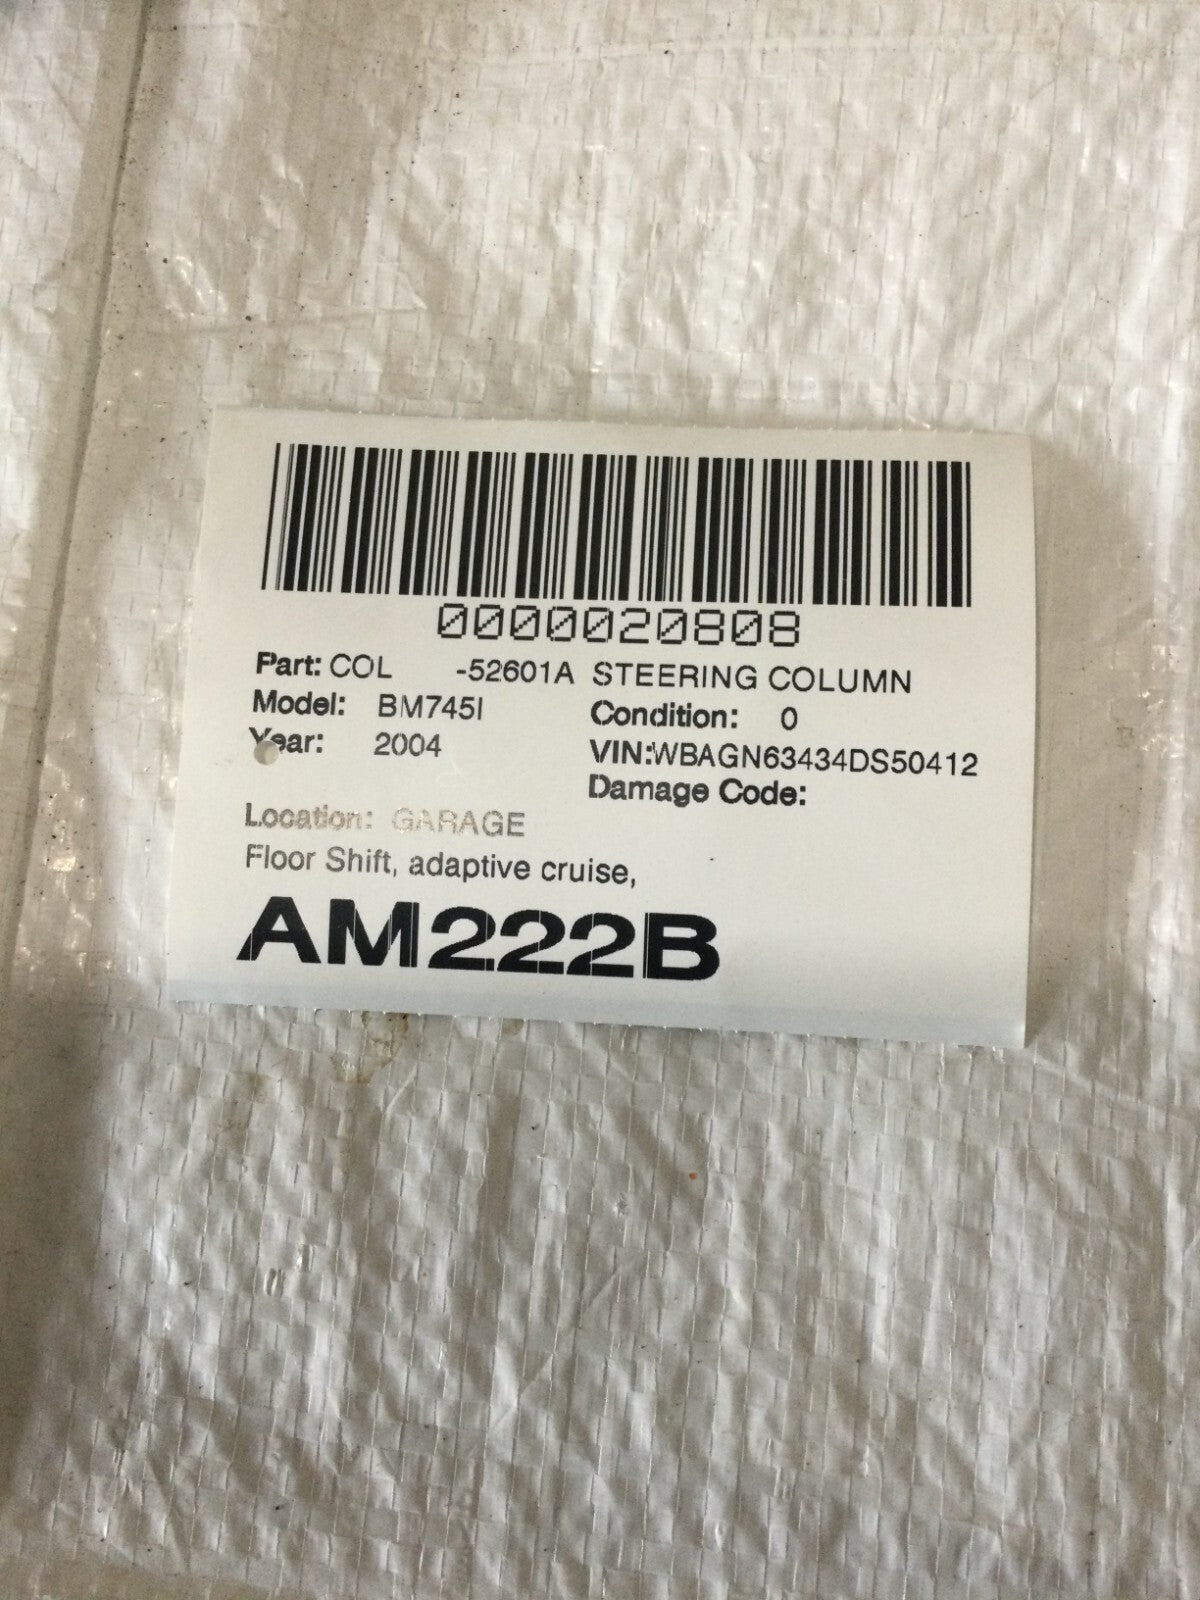 0000020808
Part: COL -52601A STEERING COLUMN
Model: BM745I Condition: 0
Year: 2004 VIN:WBAGN63434DS50412
Damage Code:
Location: GARAGE
Floor Shift, adaptive cruise,
AM222B